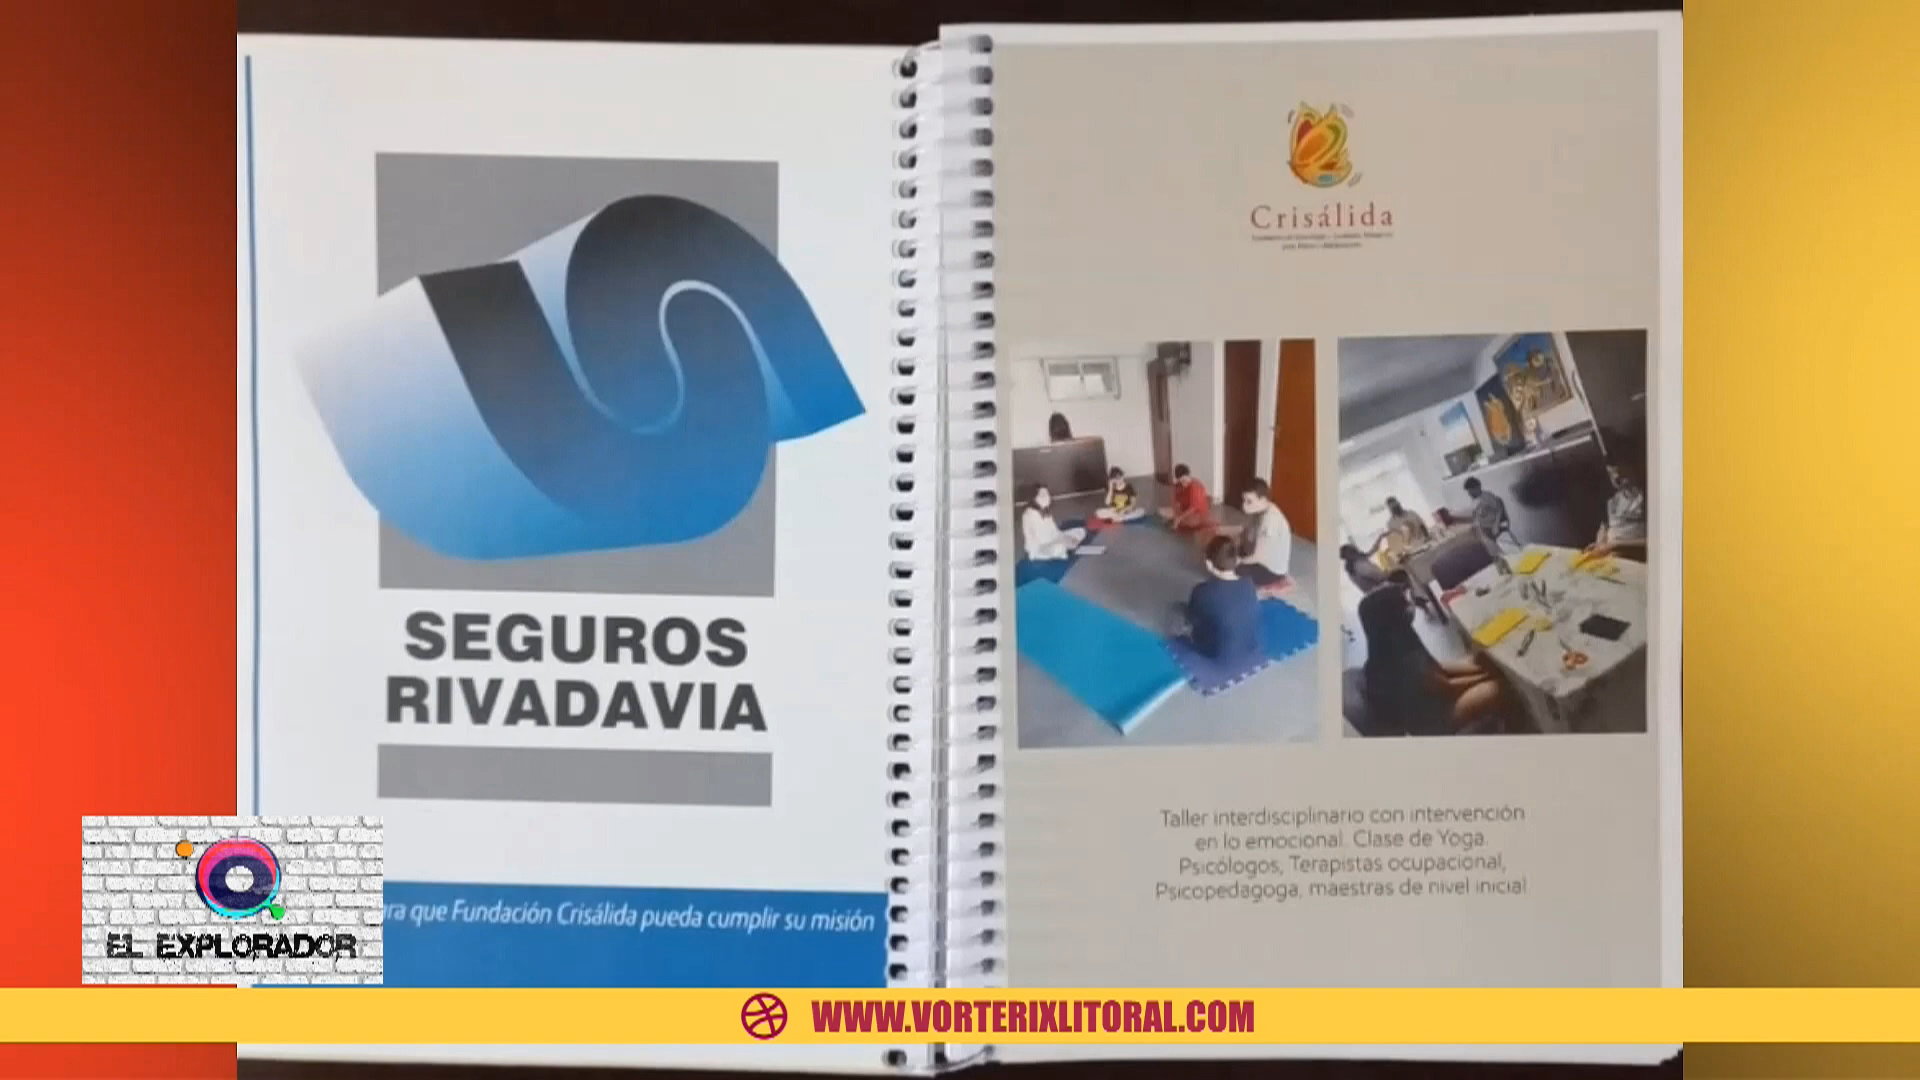 SEGUROS
RIVADAVIA
ra que Fundación Crisálida pueda cumplir su misión
Crisálida
Taller interdisciplinario con intervención
en lo emocional. Clase de Yoga.
Psicólogos, Terapistas ocupacional,
Psicopedagoga, maestras de nivel inicial
EL EXPLORADOR
WWW.VORTERIXLITORAL.COM